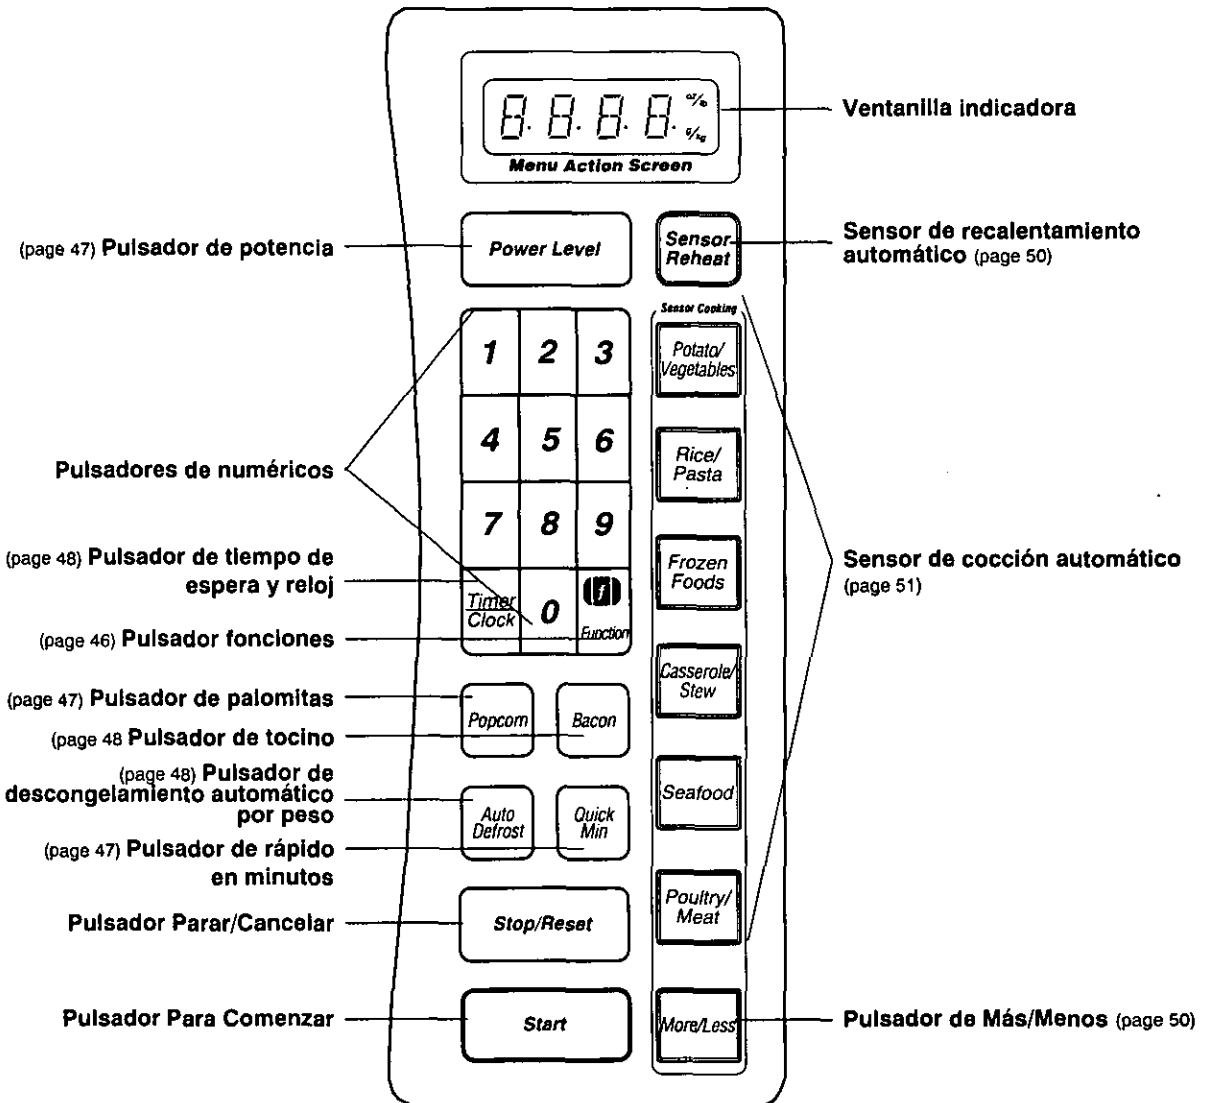 8.8.8.8. oz/lb
g/kg
Menu Action Screen
Ventanilla indicadora
(page 47) Pulsador de potencia
Power Level
Sensor
Reheat
Sensor de recalentamiento
automático (page 50)
Sensor Cooking
1 2 3
Potato/
Vegetables
4 5 6
Rice/
Pasta
Pulsadores de numéricos
7 8 9
(page 48) Pulsador de tiempo de
espera y reloj
Frozen
Foods
Sensor de cocción automático
(page 51)
Timer
Clock
0
f
Function
(page 46) Pulsador fonciones
Casserole/
Stew
(page 47) Pulsador de palomitas
Popcorn
Bacon
(page 48 Pulsador de tocino
(page 48) Pulsador de
descongelamiento automático
por peso
Auto
Defrost
Quick
Min
Seafood
(page 47) Pulsador de rápido
en minutos
Poultry/
Meat
Pulsador Parar/Cancelar
Stop/Reset
Pulsador Para Comenzar
Start
More/Less
Pulsador de Más/Menos (page 50)